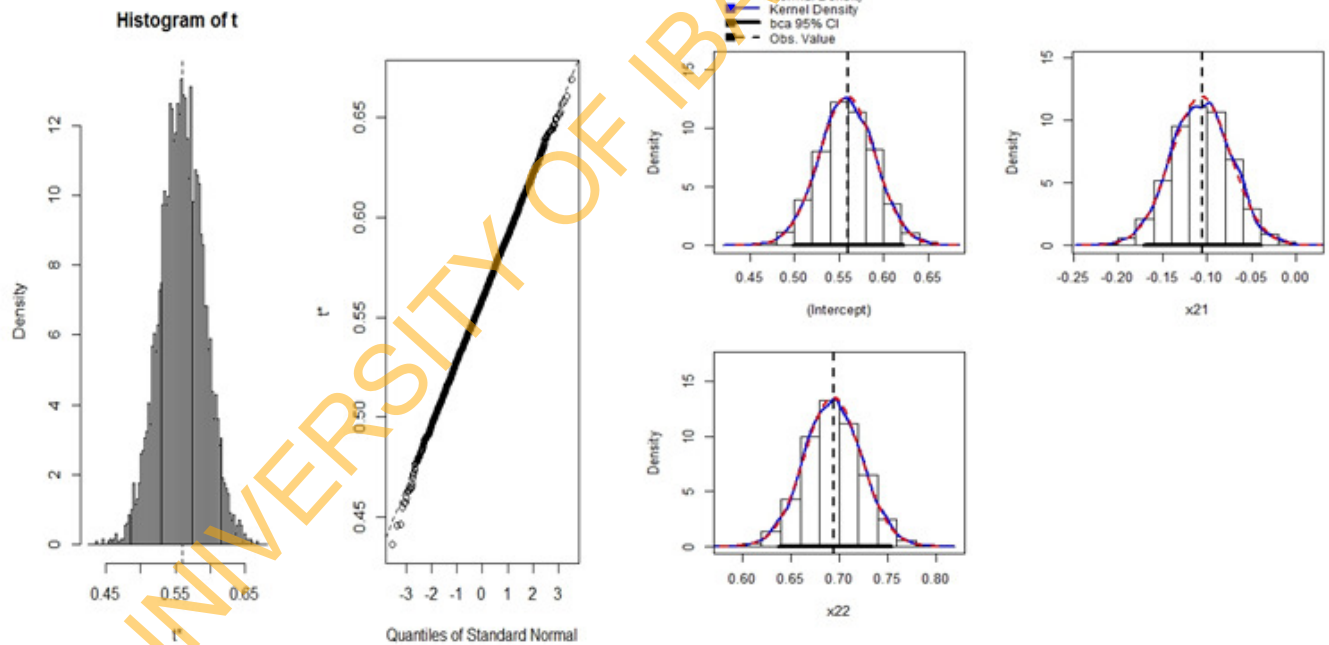 Histogram of t
Density
12
10
8
6
4
2
0
0.45
0.55
0.65
t*
t*
0.65
0.60
0.55
0.50
0.45
-3 -2 -1 0 1 2 3
Quantiles of Standard Normal
Kernel Density
bca 95% CI
Obs. Value
Density
15
10
5
0
0.45 0.50 0.55 0.60 0.65
(Intercept)
Density
15
10
5
0
-0.25 -0.20 -0.15 -0.10 -0.05 0.00
x21
Density
15
10
5
0
0.60 0.65 0.70 0.75 0.80
x22
UNIVERSITY OF IBA